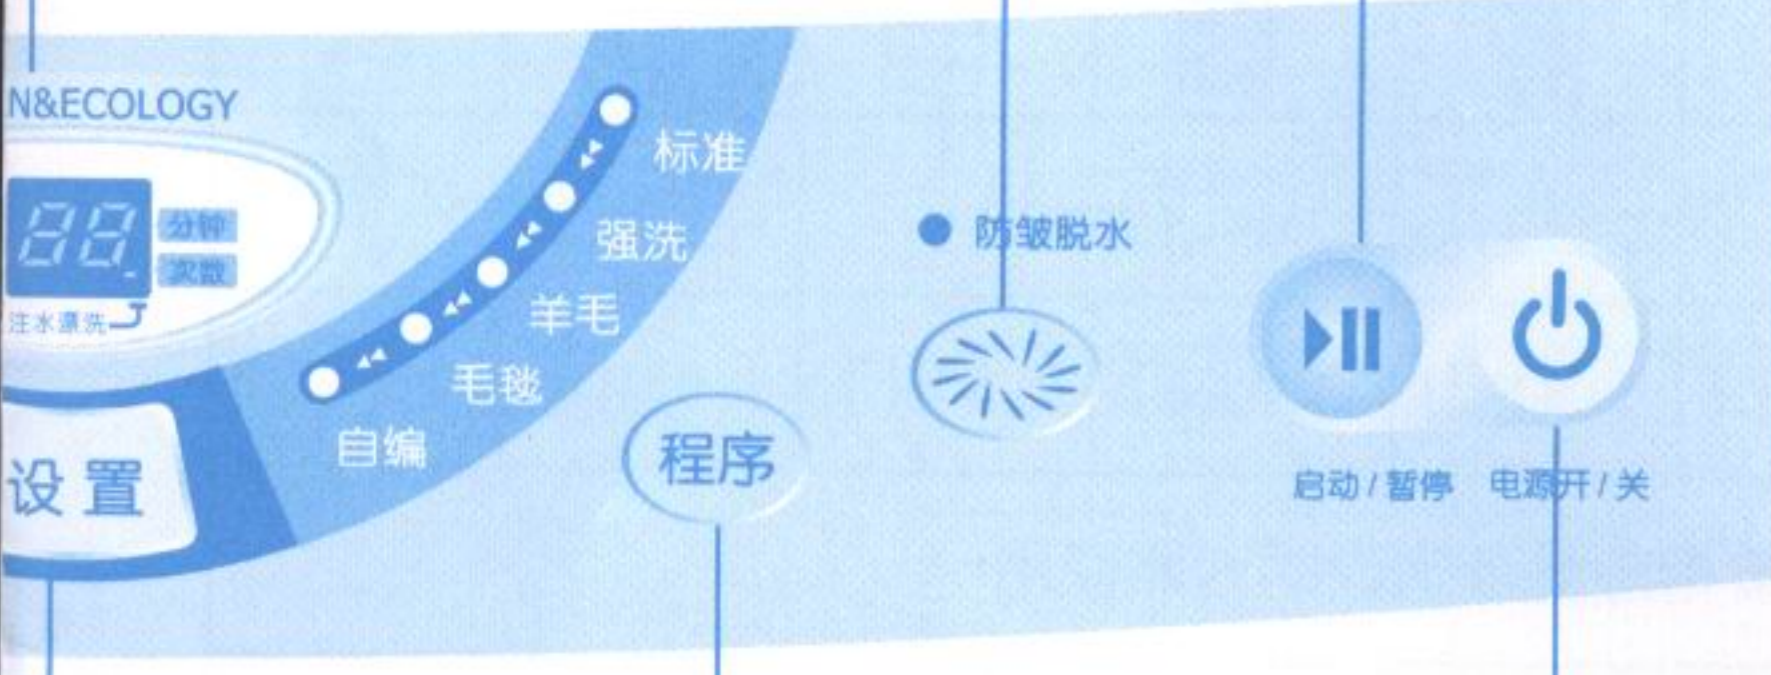 N&ECOLOGY
88
分钟
次数
注水漂洗
设置
标准
强洗
羊毛
毛毯
自编
程序
防皱脱水
启动/暂停
电源开/关